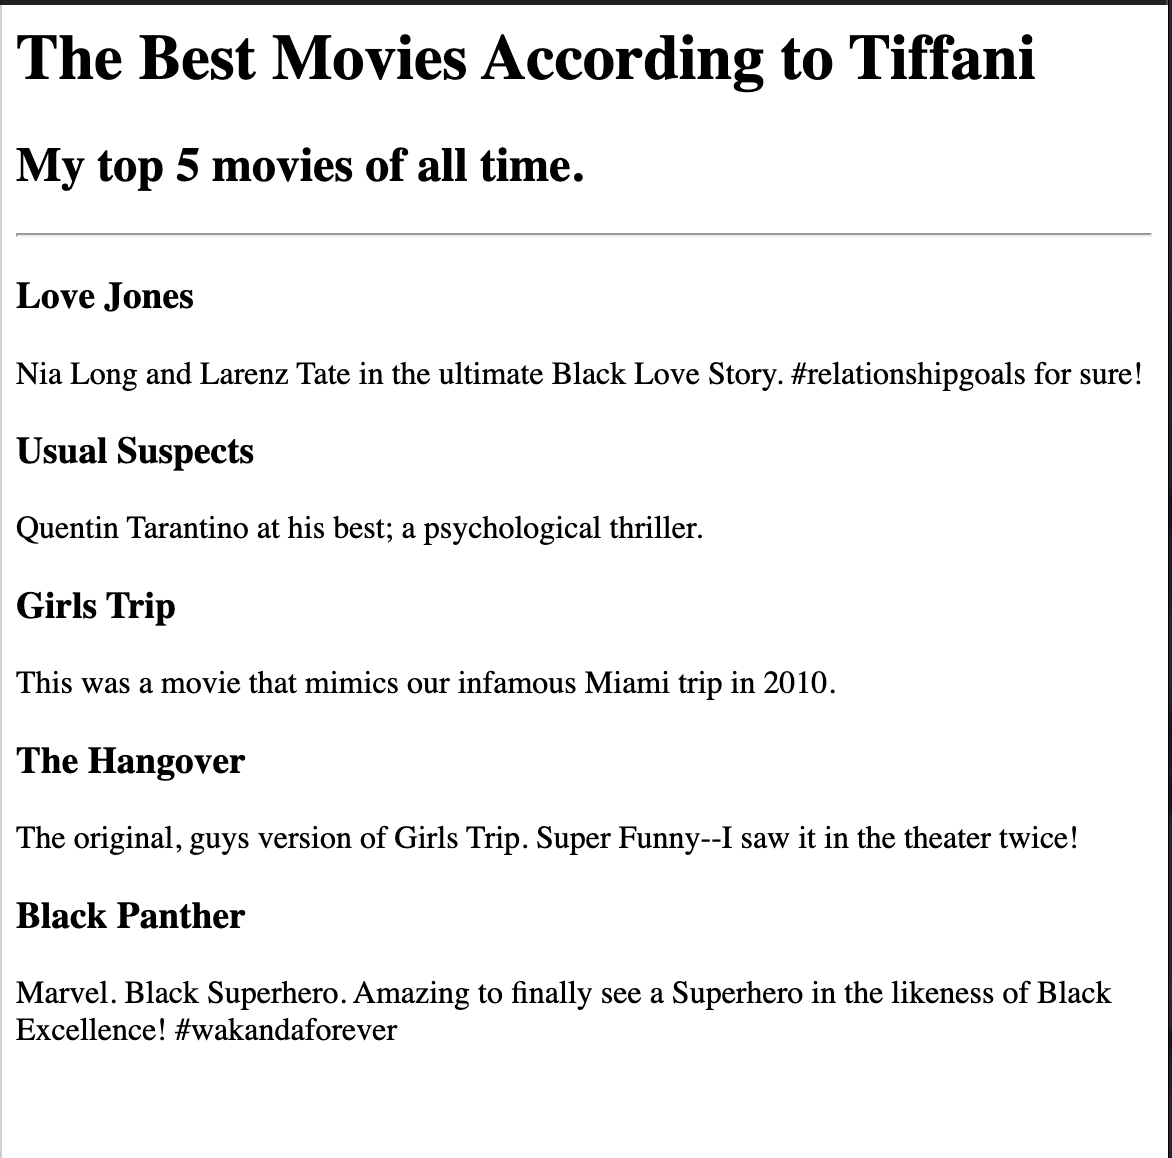 The Best Movies According to Tiffani
My top 5 movies of all time.
Love Jones
Nia Long and Larenz Tate in the ultimate Black Love Story. #relationshipgoals for sure!
Usual Suspects
Quentin Tarantino at his best; a psychological thriller.
Girls Trip
This was a movie that mimics our infamous Miami trip in 2010.
The Hangover
The original, guys version of Girls Trip. Super Funny--I saw it in the theater twice!
Black Panther
Marvel. Black Superhero. Amazing to finally see a Superhero in the likeness of Black
Excellence! #wakandaforever